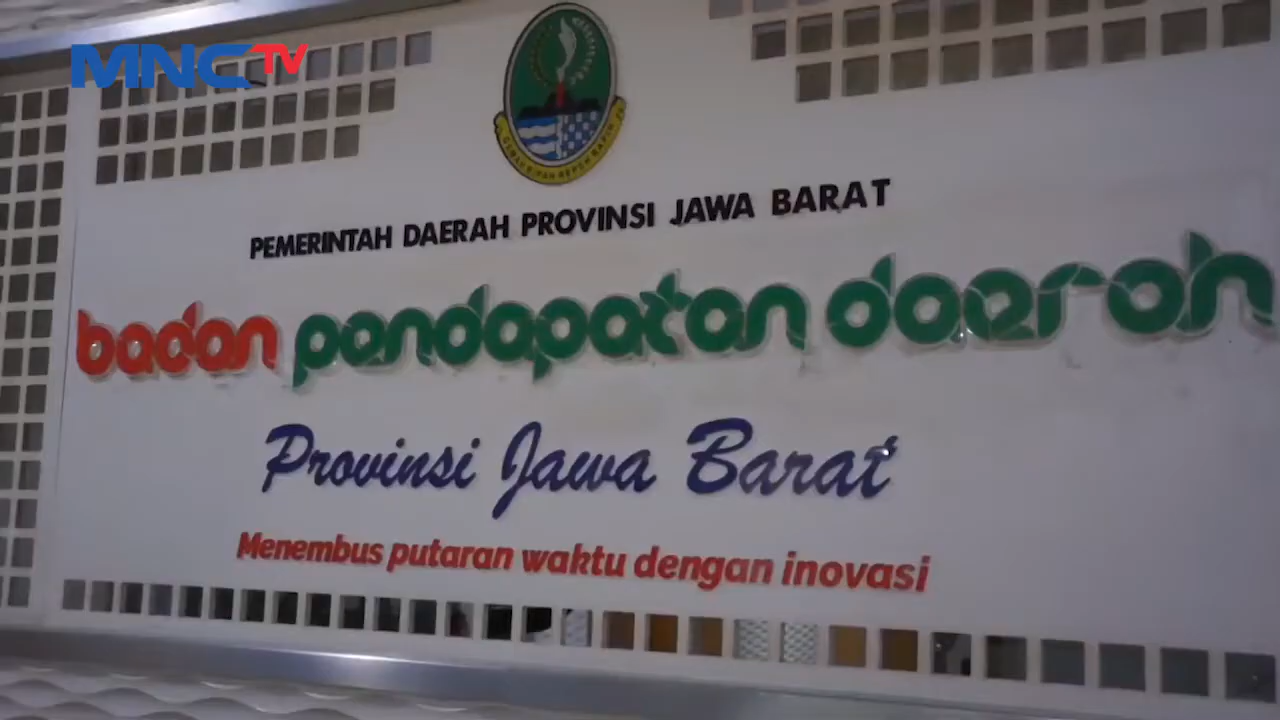 MNCTV
PEMERINTAH DAERAH PROVINSI JAWA BARAT
badan pendapatan daerah
Provinsi Jawa Barat
Menembus putaran waktu dengan inovasi